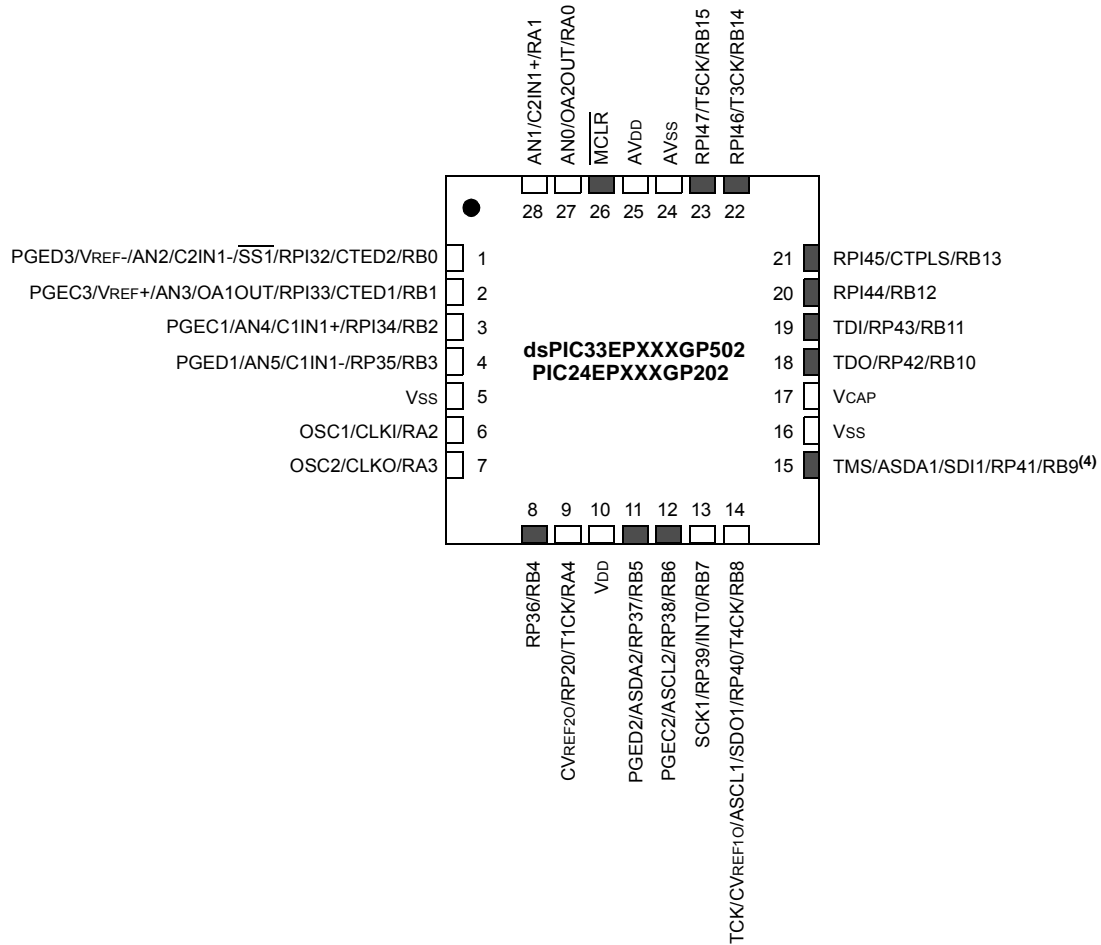 AN1/C2IN1+/RA1
AN0/OA2OUT/RA0
MCLR
AVDD
AVSS
RPI47/T5CK/RB15
RPI46/T3CK/RB14
28 27 26 25 24 23 22
PGED3/VREF-/AN2/C2IN1-/SS1/RPI32/CTED2/RB0 1
PGEC3/VREF+/AN3/OA1OUT/RPI33/CTED1/RB1 2
PGEC1/AN4/C1IN1+/RPI34/RB2 3
PGED1/AN5/C1IN1-/RP35/RB3 4
VSS 5
OSC1/CLKI/RA2 6
OSC2/CLKO/RA3 7
dsPIC33EPXXXGP502
PIC24EPXXXGP202
21 RPI45/CTPLS/RB13
20 RPI44/RB12
19 TDI/RP43/RB11
18 TDO/RP42/RB10
17 VCAP
16 VSS
15 TMS/ASDA1/SDI1/RP41/RB9(4)
8 9 10 11 12 13 14
RP36/RB4
CVREF2O/RP20/T1CK/RA4
VDD
PGED2/ASDA2/RP37/RB5
PGEC2/ASCL2/RP38/RB6
SCK1/RP39/INT0/RB7
TCK/CVREF1O/ASCL1/SDO1/RP40/T4CK/RB8